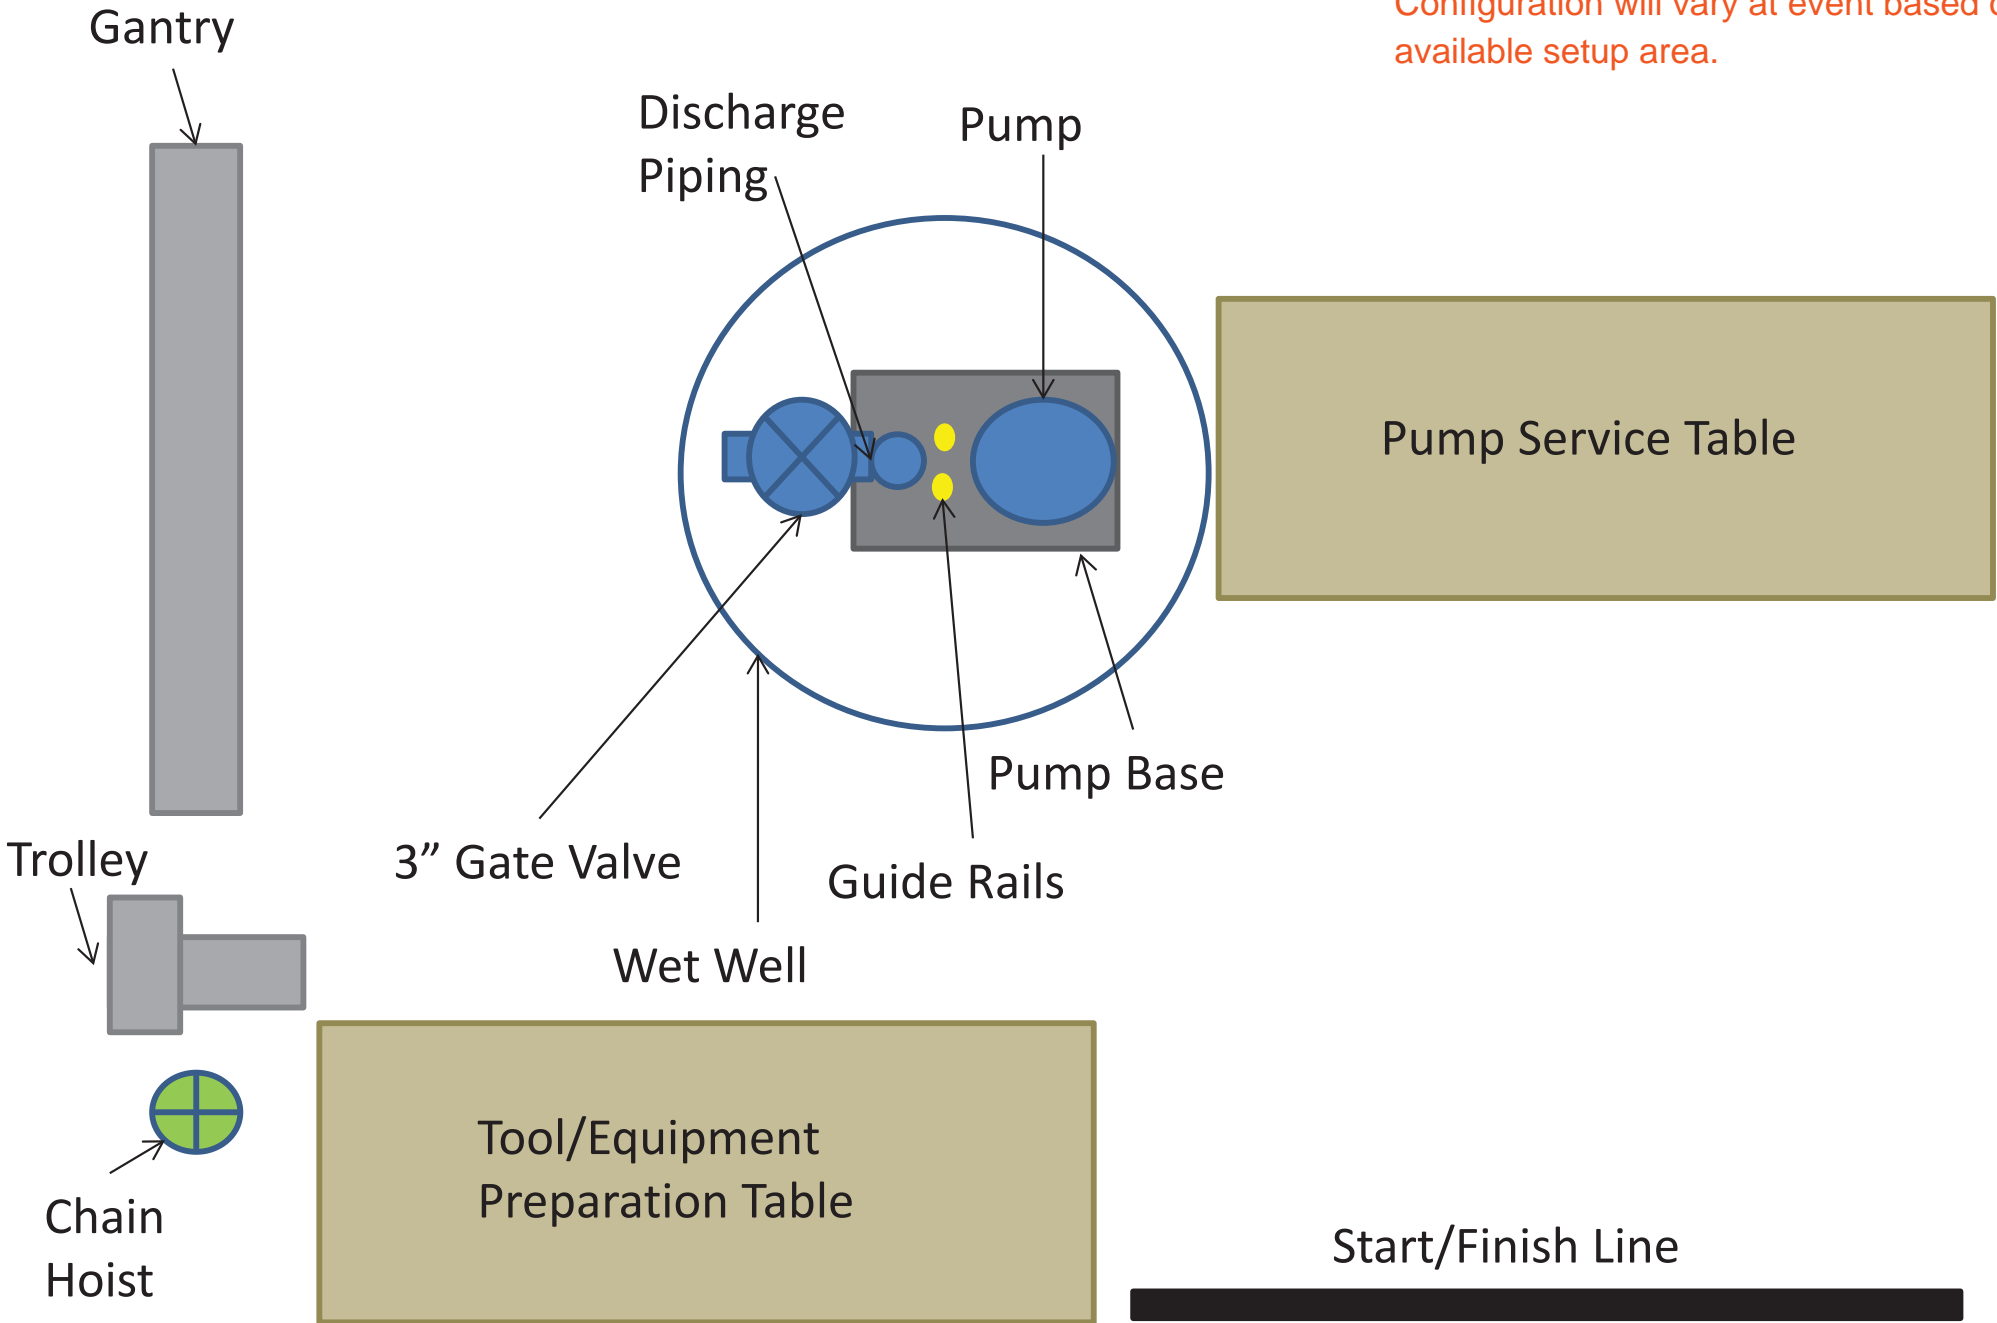 Configuration will vary at event based
available setup area.
Gantry
Discharge
Piping
Pump
Pump Service Table
Pump Base
Trolley
3” Gate Valve
Guide Rails
Wet Well
Tool/Equipment
Preparation Table
Chain
Hoist
Start/Finish Line